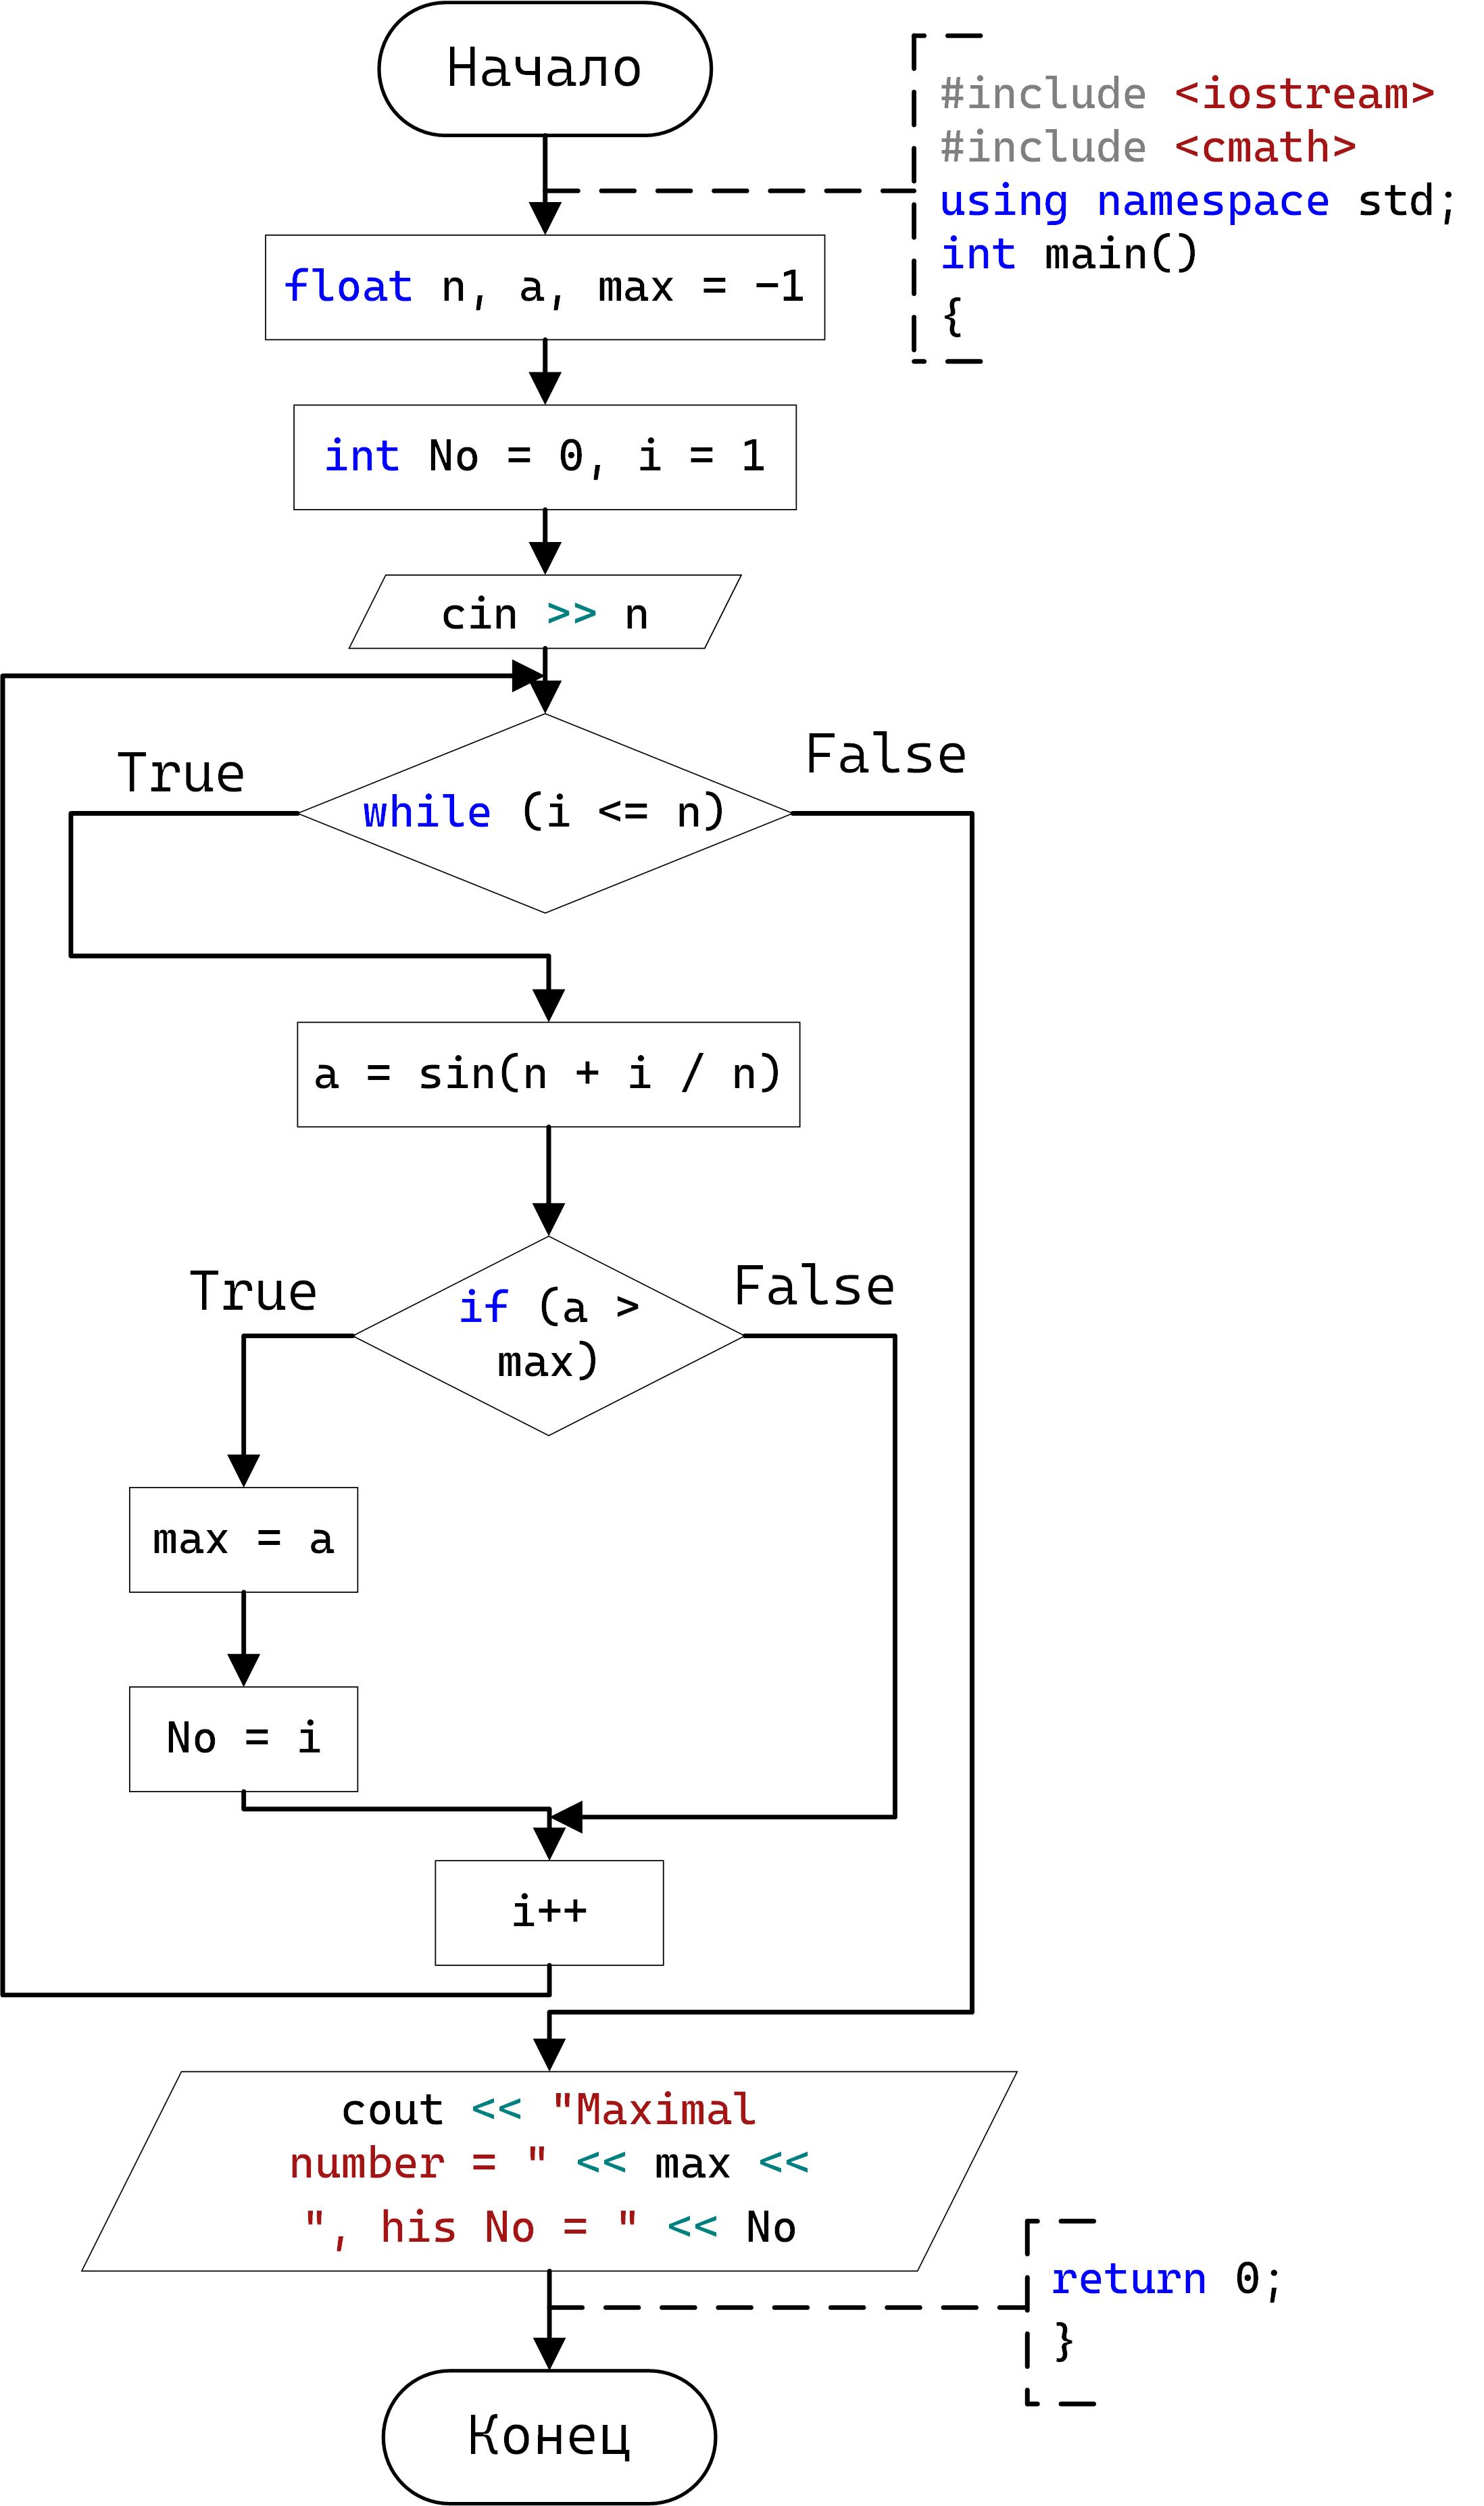 Начало
#include <iostream>
#include <cmath>
using namespace std;
int main()
{
float n, a, max = −1
int No = 0, i = 1
cin >> n
True
False
while (i <= n)
a = sin(n + i / n)
True
False
if (a >
max)
max = a
No = i
i++
cout << "Maximal
number = " << max <<
", his No = " << No
return 0;
}
Конец